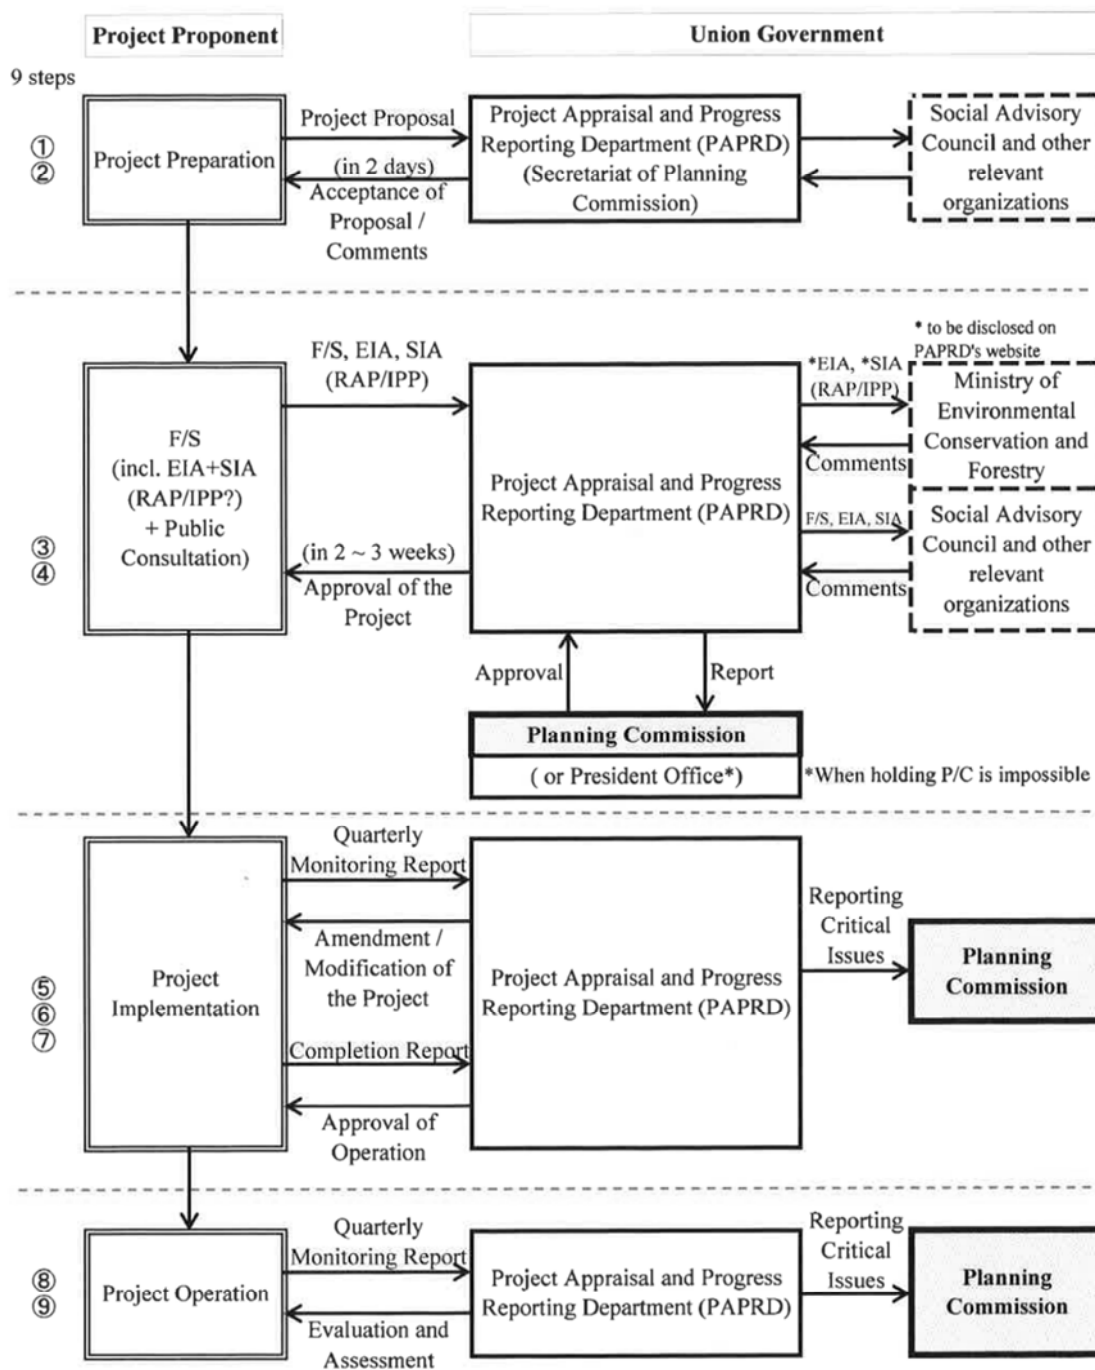 Project Proponent
Union Government
9 steps
①
②
Project Preparation
Project Proposal
(in 2 days)
Acceptance of
Proposal /
Comments
Project Appraisal and Progress
Reporting Department (PAPRD)
(Secretariat of Planning
Commission)
Social Advisory
Council and other
relevant
organizations
③
④
F/S
(incl. EIA+SIA
(RAP/IPP?)
+ Public
Consultation)
F/S, EIA, SIA
(RAP/IPP)
(in 2 ~ 3 weeks)
Approval of the
Project
Project Appraisal and Progress
Reporting Department (PAPRD)
* to be disclosed on
PAPRD's website
*EIA, *SIA
(RAP/IPP)
Comments
Ministry of
Environmental
Conservation and
Forestry
F/S, EIA, SIA
Comments
Social Advisory
Council and other
relevant
organizations
Approval
Report
Planning Commission
( or President Office*)
*When holding P/C is impossible
⑤
⑥
⑦
Project
Implementation
Quarterly
Monitoring Report
Amendment /
Modification of
the Project
Completion Report
Approval of
Operation
Project Appraisal and Progress
Reporting Department (PAPRD)
Reporting
Critical
Issues
Planning
Commission
⑧
⑨
Project Operation
Quarterly
Monitoring Report
Evaluation and
Assessment
Project Appraisal and Progress
Reporting Department (PAPRD)
Reporting
Critical
Issues
Planning
Commission